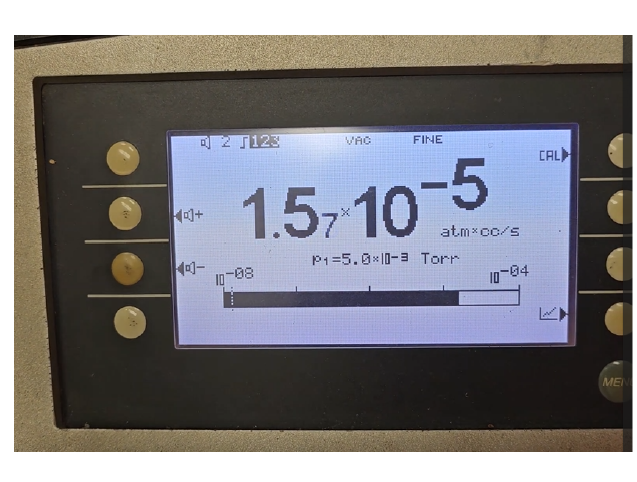 2 123 VAC FINE
CAL
+
1.57×10−5
atm*cc/s
p1=5.0×10-3 Torr
-
10−08 10−04
MEN